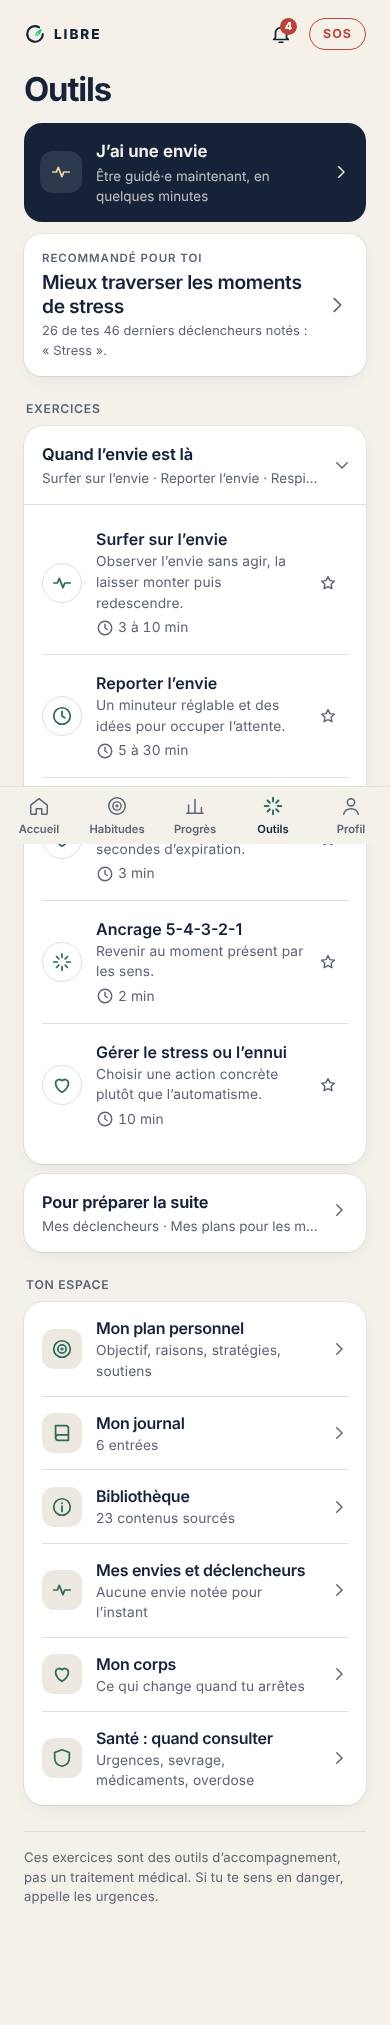 LIBRE
4
SOS
Outils
J'ai une envie
Être guidé·e maintenant, en
quelques minutes
RECOMMANDÉ POUR TOI
Mieux traverser les moments
de stress
26 de tes 46 derniers déclencheurs notés :
« Stress ».
EXERCICES
Quand l'envie est là
Surfer sur l'envie · Reporter l'envie · Respi…
Surfer sur l'envie
Observer l'envie sans agir, la
laisser monter puis
redescendre.
3 à 10 min
Reporter l'envie
Un minuteur réglable et des
idées pour occuper l'attente.
5 à 30 min
Accueil
Habitudes
Progrès
Outils
Profil
secondes d'expiration.
3 min
Ancrage 5-4-3-2-1
Revenir au moment présent par
les sens.
2 min
Gérer le stress ou l'ennui
Choisir une action concrète
plutôt que l'automatisme.
10 min
Pour préparer la suite
Mes déclencheurs · Mes plans pour les m…
TON ESPACE
Mon plan personnel
Objectif, raisons, stratégies,
soutiens
Mon journal
6 entrées
Bibliothèque
23 contenus sourcés
Mes envies et déclencheurs
Aucune envie notée pour
l'instant
Mon corps
Ce qui change quand tu arrêtes
Santé : quand consulter
Urgences, sevrage,
médicaments, overdose
Ces exercices sont des outils d'accompagnement,
pas un traitement médical. Si tu te sens en danger,
appelle les urgences.